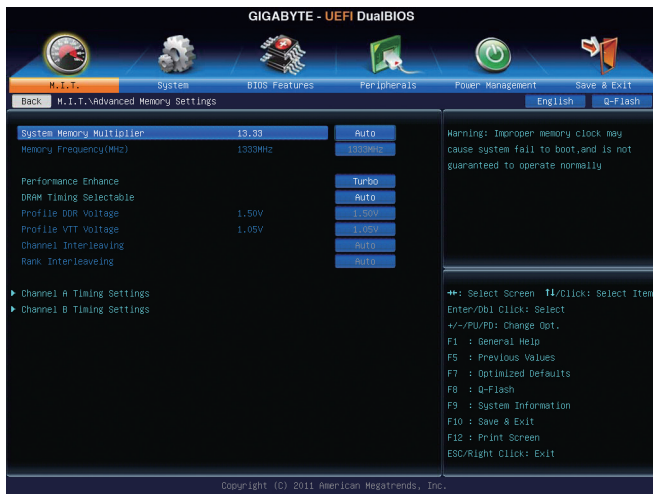 GIGABYTE - UEFI DualBIOS
M.I.T. System BIOS Features Peripherals Power Management Save & Exit
Back M.I.T.\Advanced Memory Settings English Q-Flash
System Memory Multiplier 13.33 Auto
Memory Frequency(MHz) 1333MHz 1333MHz
Performance Enhance Turbo
DRAM Timing Selectable Auto
Profile DDR Voltage 1.50V 1.50V
Profile VTT Voltage 1.05V 1.05V
Channel Interleaving Auto
Rank Interleaveing Auto
▶ Channel A Timing Settings
▶ Channel B Timing Settings
Warning: Improper memory clock may
cause system fail to boot,and is not
guaranteed to operate normally
→←: Select Screen ↑↓/Click: Select Item
Enter/Dbl Click: Select
+/-/PU/PD: Change Opt.
F1 : General Help
F5 : Previous Values
F7 : Optimized Defaults
F8 : Q-Flash
F9 : System Information
F10 : Save & Exit
F12 : Print Screen
ESC/Right Click: Exit
Copyright (C) 2011 American Megatrends, Inc.